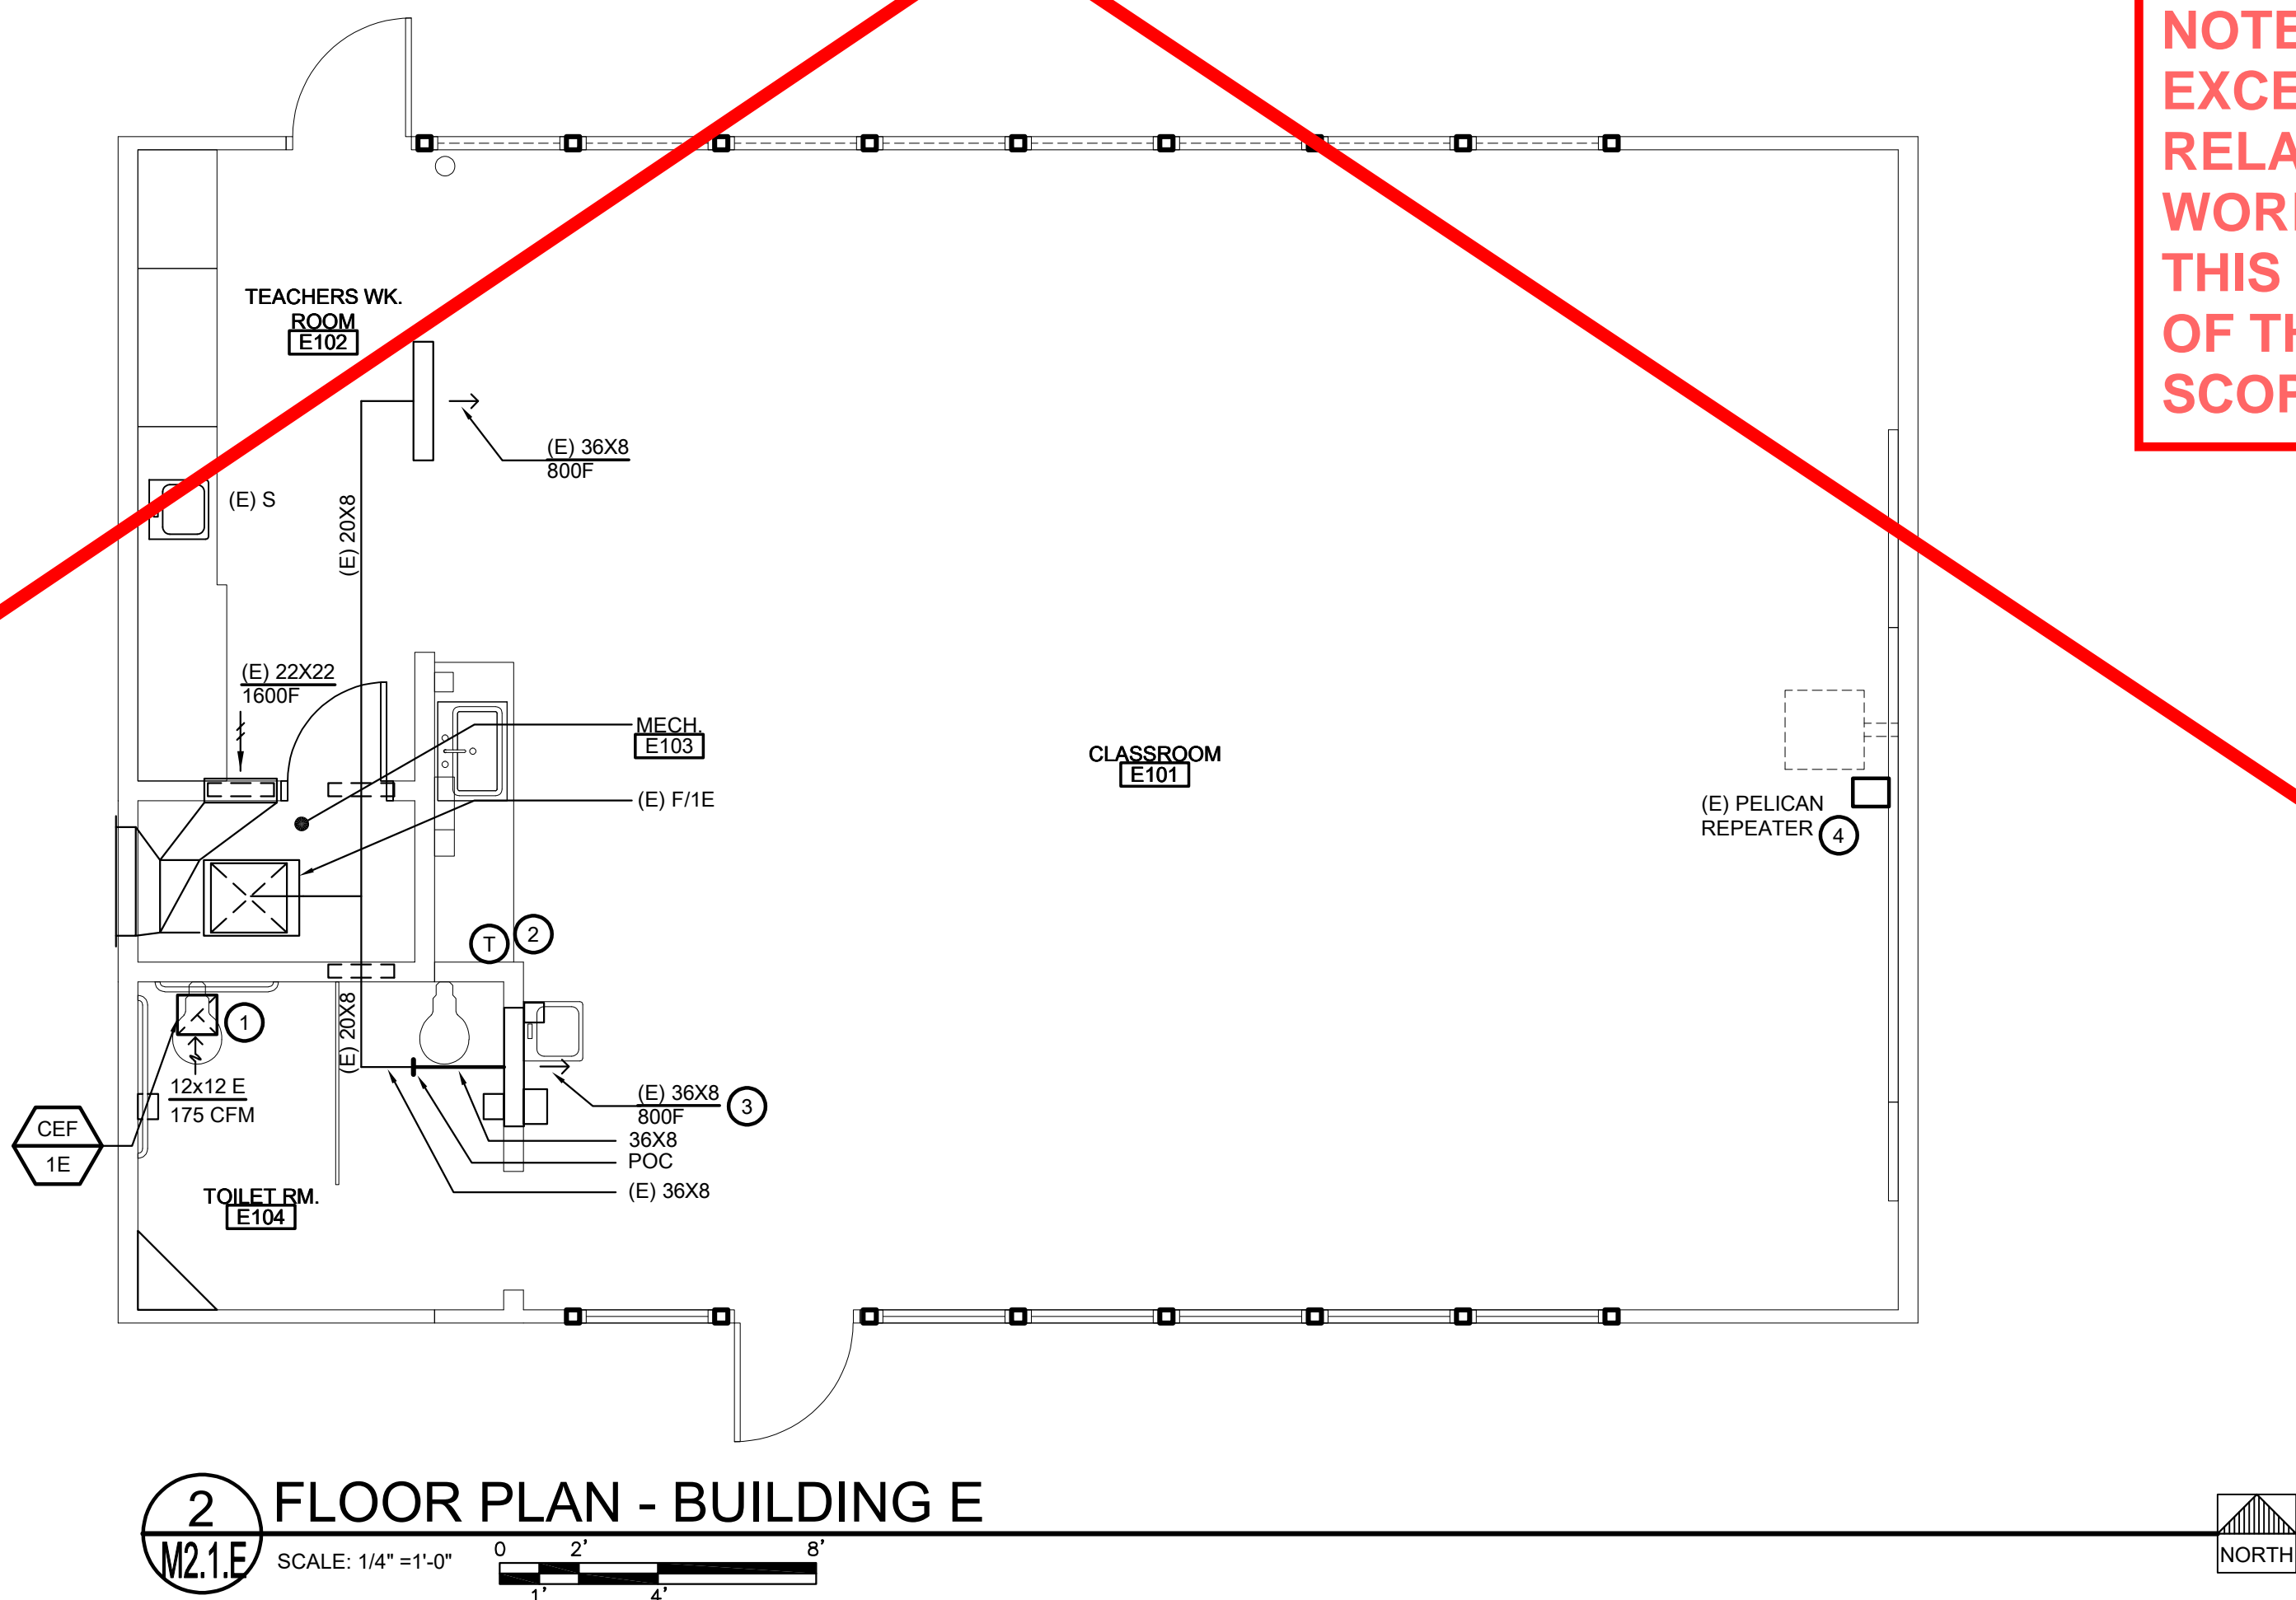 NOTE
EXCE
RELA
WOR
THIS
OF TH
SCOP
TEACHERS WK.
ROOM
E102
(E) 36X8
800F
(E) S
(E) 20X8
(E) 22X22
1600F
MECH.
E103
(E) F/1E
CLASSROOM
E101
(E) PELICAN
REPEATER
4
T
2
1
(E) 20X8
12x12 E
175 CFM
CEF
1E
(E) 36X8
800F
3
36X8
POC
(E) 36X8
TOILET RM.
E104
2
M2.1.E
FLOOR PLAN - BUILDING E
SCALE: 1/4" =1'-0"
0 2' 8'
1' 4'
NORTH